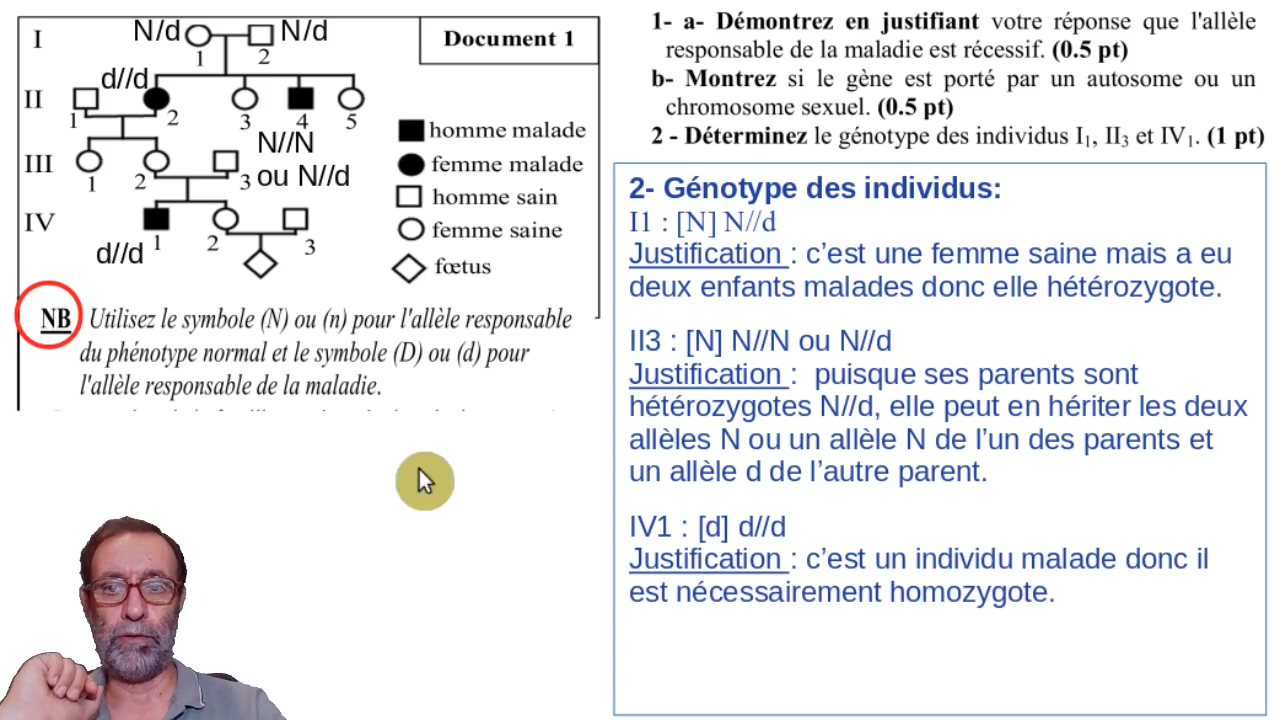 I
N/d
N/d
1
2
Document 1
d//d
II
1
2
3
4
5
N//N
ou N//d
III
1
2
3
IV
d//d
1
2
3
homme malade
femme malade
homme sain
femme saine
fœtus
NB Utilisez le symbole (N) ou (n) pour l'allèle responsable
du phénotype normal et le symbole (D) ou (d) pour
l'allèle responsable de la maladie.
1- a- Démontrez en justifiant votre réponse que l'allèle
responsable de la maladie est récessif. (0.5 pt)
b- Montrez si le gène est porté par un autosome ou un
chromosome sexuel. (0.5 pt)
2 - Déterminez le génotype des individus I₁, II₃ et IV₁. (1 pt)
2- Génotype des individus:
I1 : [N] N//d
Justification : c’est une femme saine mais a eu
deux enfants malades donc elle hétérozygote.
II3 : [N] N//N ou N//d
Justification : puisque ses parents sont
hétérozygotes N//d, elle peut en hériter les deux
allèles N ou un allèle N de l’un des parents et
un allèle d de l’autre parent.
IV1 : [d] d//d
Justification : c’est un individu malade donc il
est nécessairement homozygote.